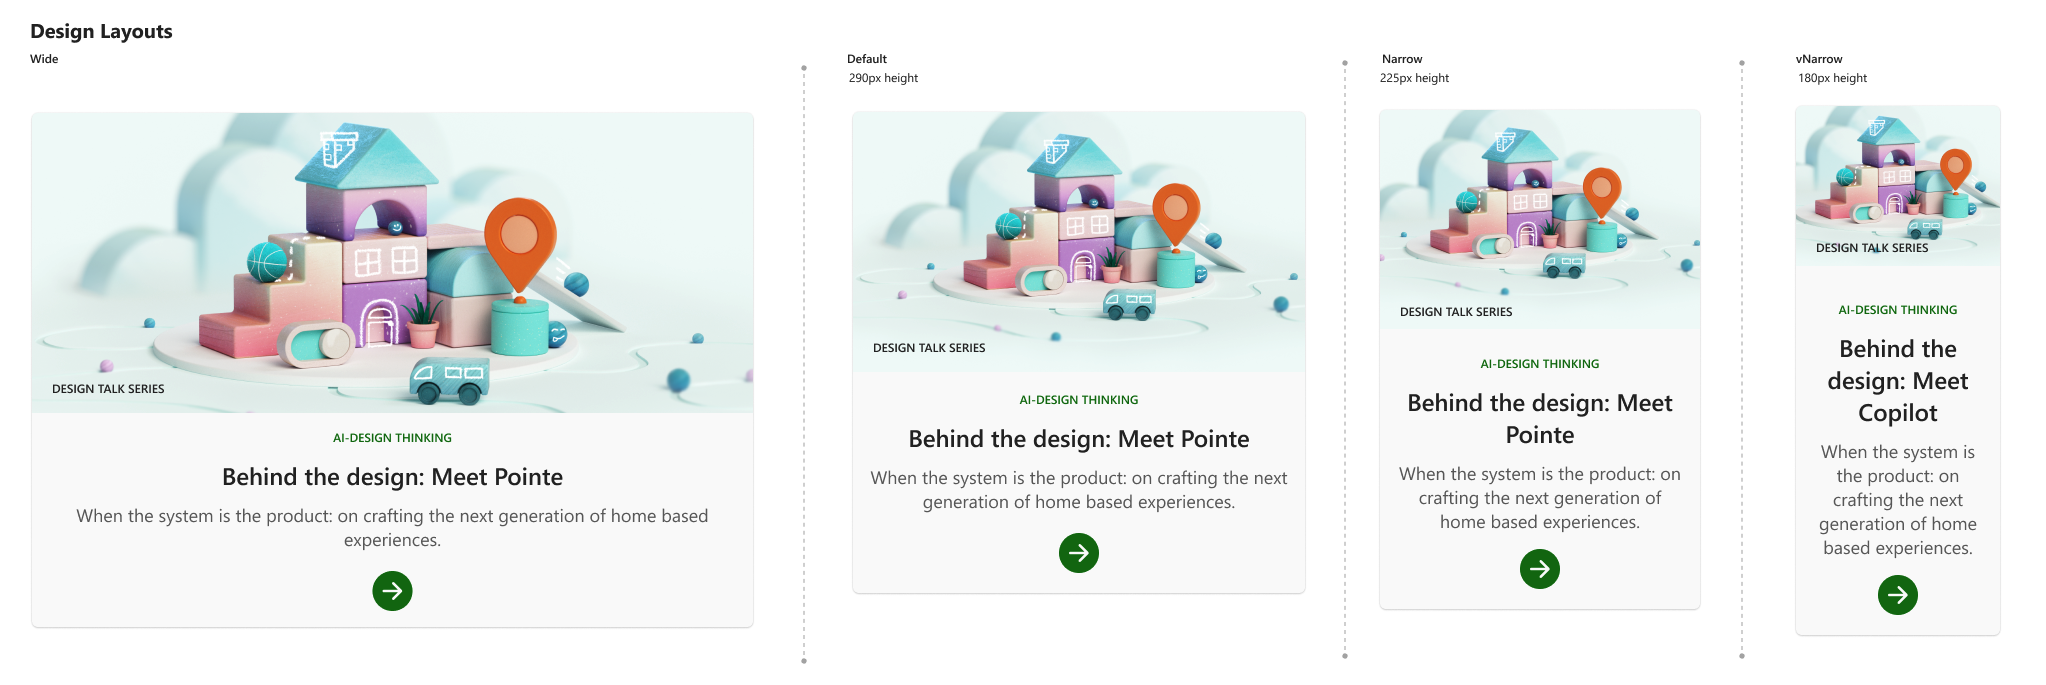 Design Layouts
Wide
DESIGN TALK SERIES
AI-DESIGN THINKING
Behind the design: Meet Pointe
When the system is the product: on crafting the next generation of home based
experiences.
Default
290px height
DESIGN TALK SERIES
AI-DESIGN THINKING
Behind the design: Meet Pointe
When the system is the product: on crafting the next
generation of home based experiences.
Narrow
225px height
DESIGN TALK SERIES
AI-DESIGN THINKING
Behind the design: Meet
Pointe
When the system is the product: on
crafting the next generation of
home based experiences.
vNarrow
180px height
DESIGN TALK SERIES
AI-DESIGN THINKING
Behind the
design: Meet
Copilot
When the system is
the product: on
crafting the next
generation of home
based experiences.